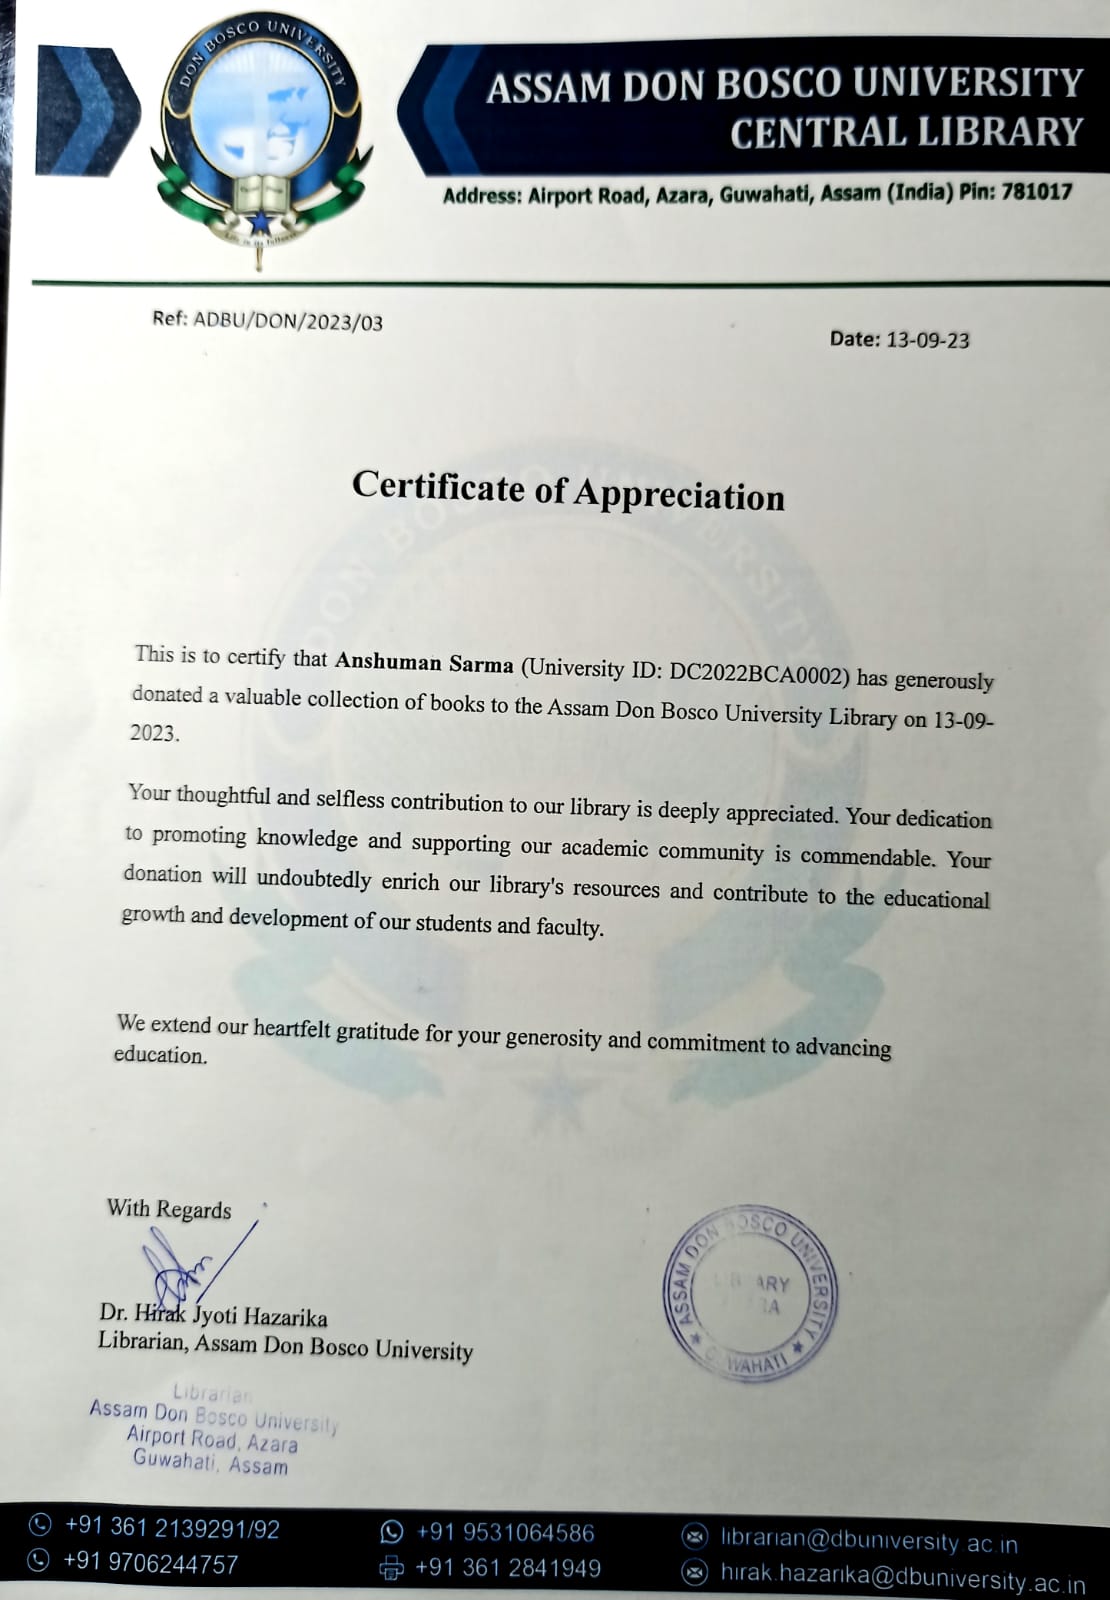 DON BOSCO UNIVERSITY
ASSAM DON BOSCO UNIVERSITY
CENTRAL LIBRARY
Address: Airport Road, Azara, Guwahati, Assam (India) Pin: 781017
Ref: ADBU/DON/2023/03
Date: 13-09-23
Certificate of Appreciation
This is to certify that Anshuman Sarma (University ID: DC2022BCA0002) has generously
donated a valuable collection of books to the Assam Don Bosco University Library on 13-09-
2023.
Your thoughtful and selfless contribution to our library is deeply appreciated. Your dedication
to promoting knowledge and supporting our academic community is commendable. Your
donation will undoubtedly enrich our library's resources and contribute to the educational
growth and development of our students and faculty.
We extend our heartfelt gratitude for your generosity and commitment to advancing
education.
With Regards
Dr. Hirak Jyoti Hazarika
Librarian, Assam Don Bosco University
Librarian
Assam Don Bosco University
Airport Road, Azara
Guwahati, Assam
ASSAM DON BOSCO UNIVERSITY
LIBRARY
GUWAHATI
+91 361 2139291/92
+91 9706244757
+91 9531064586
+91 361 2841949
librarian@dbuniversity.ac.in
hirak.hazarika@dbuniversity.ac.in